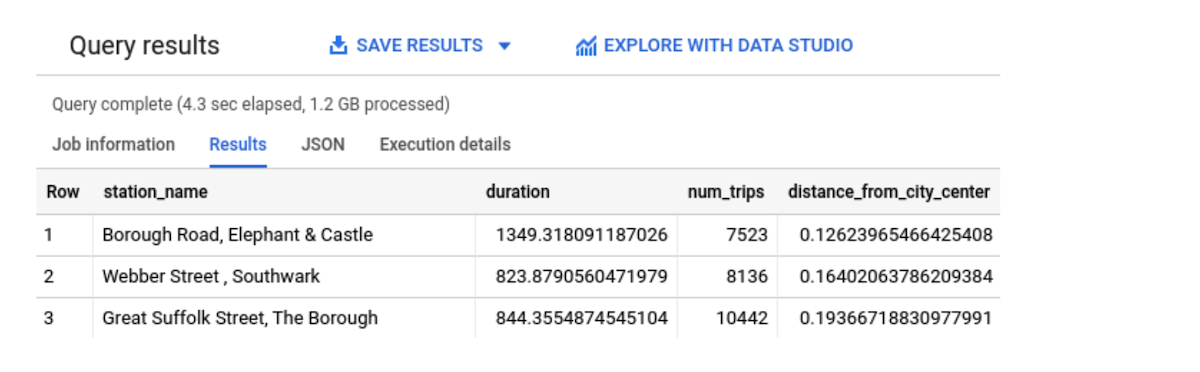 Query results SAVE RESULTS EXPLORE WITH DATA STUDIO
Query complete (4.3 sec elapsed, 1.2 GB processed)
Job information Results JSON Execution details
Row station_name duration num_trips distance_from_city_center
1 Borough Road, Elephant & Castle 1349.318091187026 7523 0.12623965466425408
2 Webber Street , Southwark 823.8790560471979 8136 0.16402063786209384
3 Great Suffolk Street, The Borough 844.3554874545104 10442 0.19366718830977991